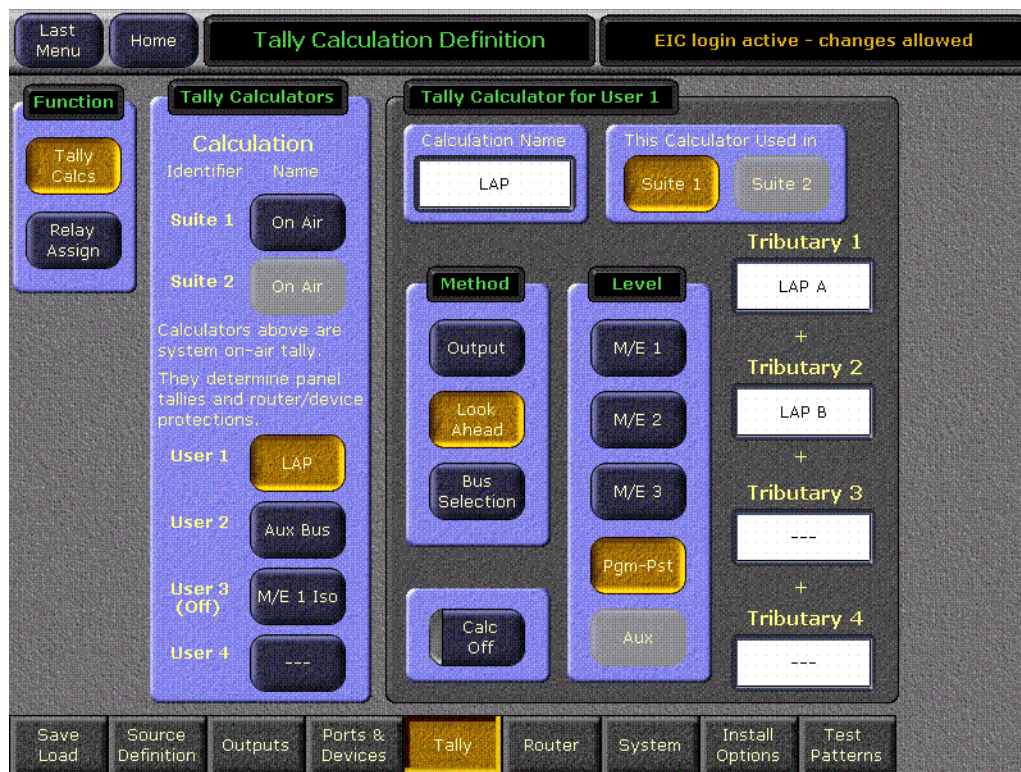 Last
Menu
Home
Tally Calculation Definition
EIC login active - changes allowed
Function
Tally
Calcs
Relay
Assign
Tally Calculators
Calculation
Identifier Name
Suite 1 On Air
Suite 2 On Air
Calculators above are
system on-air tally.
They determine panel
tallies and router/device
protections.
User 1 LAP
User 2 Aux Bus
User 3
(Off)
M/E 1 Iso
User 4 ---
Tally Calculator for User 1
Calculation Name
LAP
This Calculator Used in
Suite 1 Suite 2
Method
Output
Look
Ahead
Bus
Selection
Calc
Off
Level
M/E 1
M/E 2
M/E 3
Pgm-Pst
Aux
Tributary 1
LAP A
+
Tributary 2
LAP B
+
Tributary 3
---
+
Tributary 4
---
Save
Load
Source
Definition
Outputs
Ports &
Devices
Tally
Router
System
Install
Options
Test
Patterns